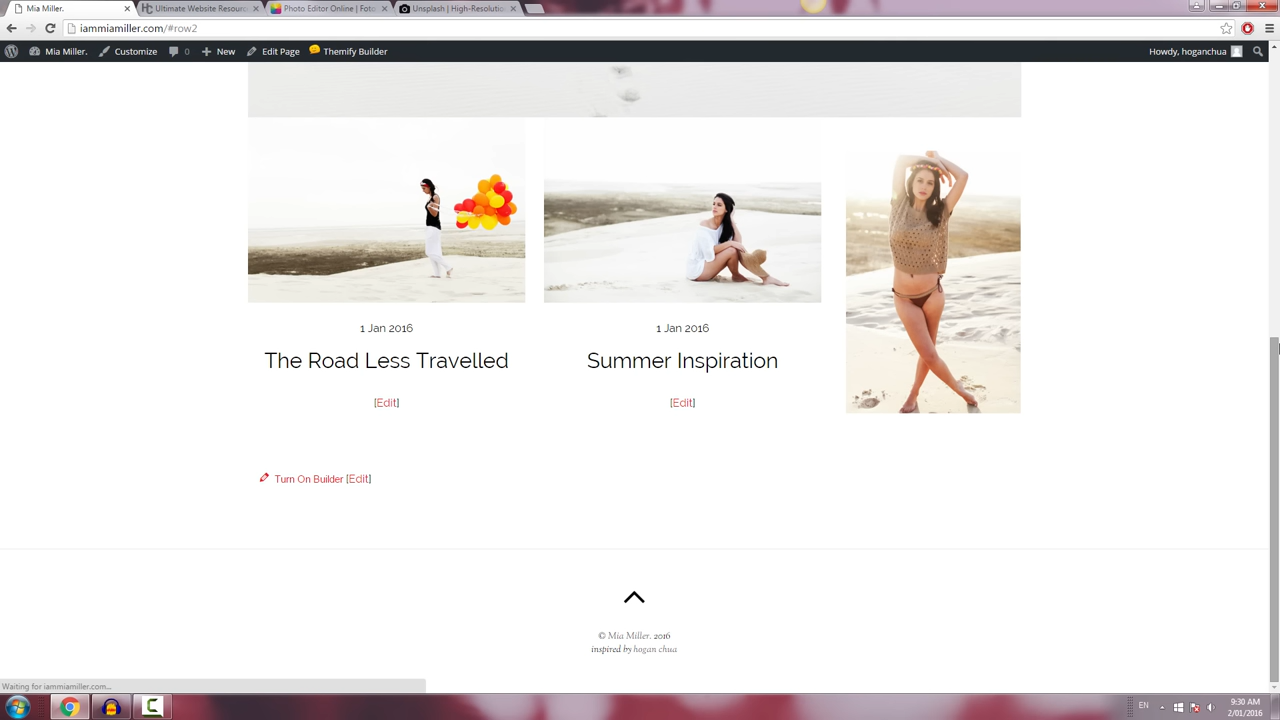 Mia Miller.
Ultimate Website Resourc
Photo Editor Online | Foto
Unsplash | High-Resolutio
iammiamiller.com/#row2
Mia Miller. Customize 0 New Edit Page Themify Builder Howdy, hoganchua
1 Jan 2016
The Road Less Travelled
[Edit]
1 Jan 2016
Summer Inspiration
[Edit]
Turn On Builder [Edit]
© Mia Miller. 2016
inspired by hogan chua
Waiting for iammiamiller.com...
EN
9:30 AM
2/01/2016